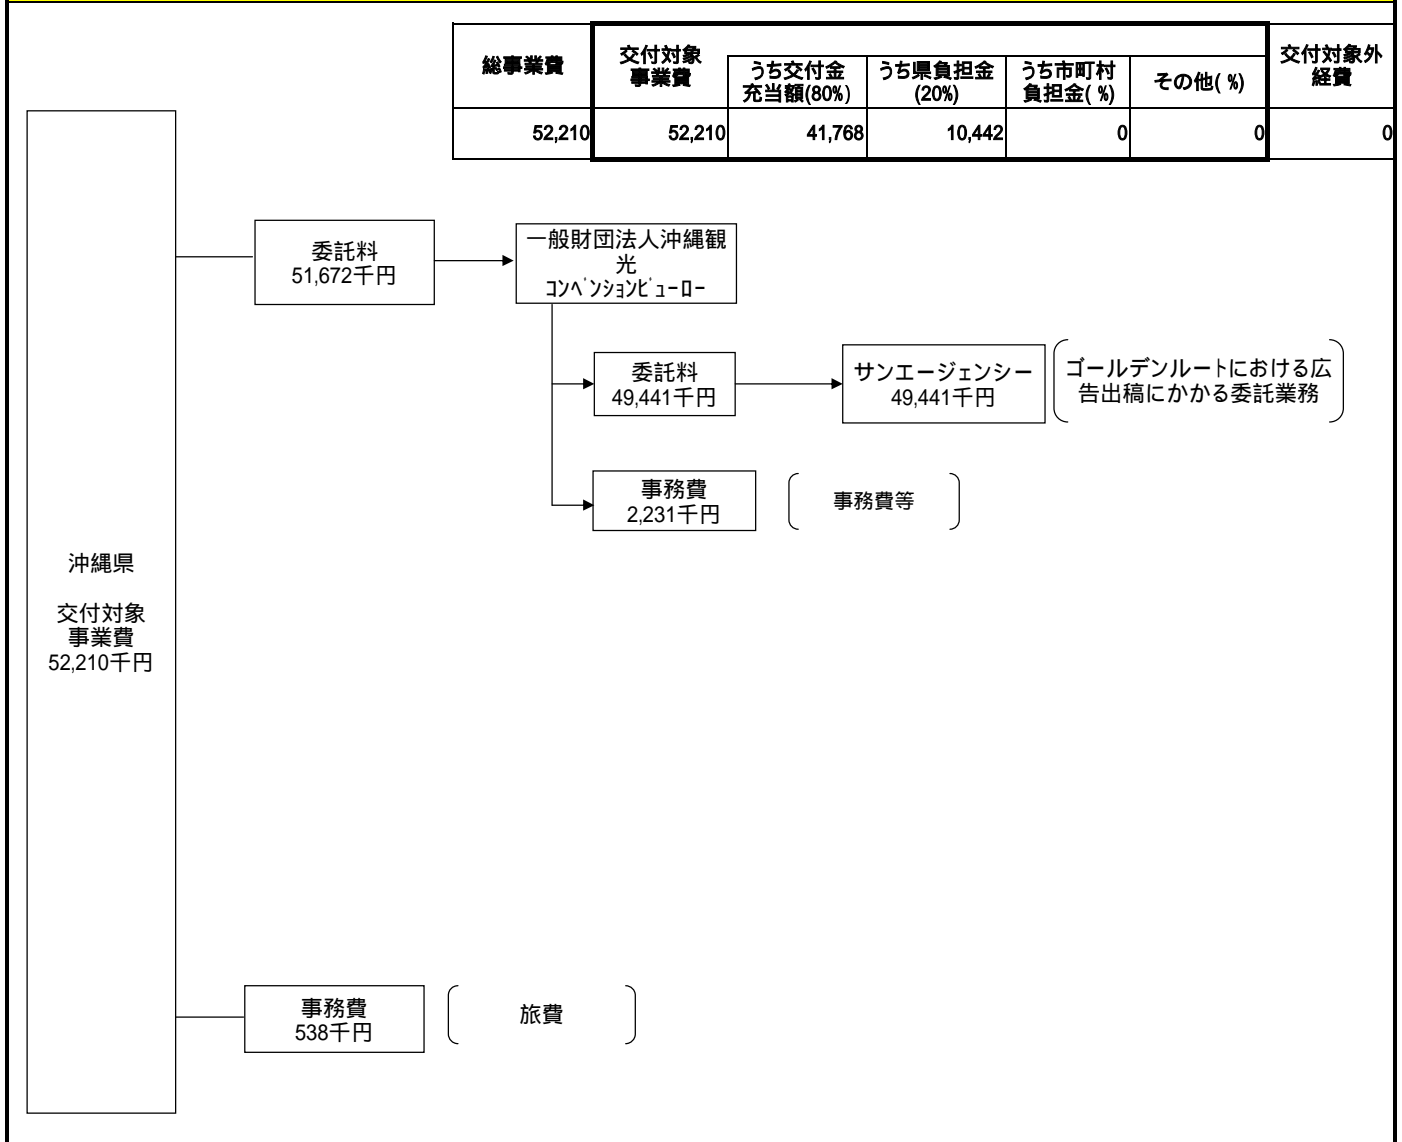 総事業費
交付対象
事業費
うち交付金
充当額(80%)
うち県負担金
(20%)
うち市町村
負担金( %)
その他( %)
交付対象外
経費
52,210
52,210
41,768
10,442
0
0
0
委託料
51,672千円
一般財団法人沖縄観
光
ｺﾝﾍﾞﾝｼｮﾝﾋﾞｭｰﾛｰ
委託料
49,441千円
サンエージェンシー
49,441千円
ゴールデンルートにおける広
告出稿にかかる委託業務
事務費
2,231千円
事務費等
沖縄県
交付対象
事業費
52,210千円
事務費
538千円
旅費